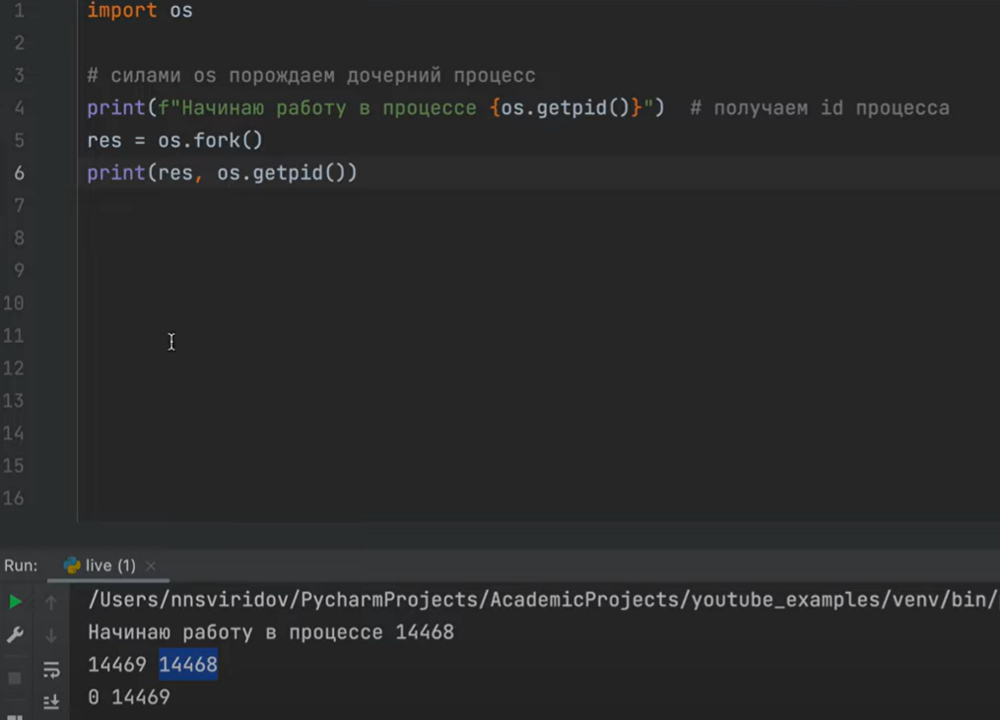 1 import os
2
3 # силами os порождаем дочерний процесс
4 print(f"Начинаю работу в процессе {os.getpid()}") # получаем id процесса
5 res = os.fork()
6 print(res, os.getpid())
7
8
9
10
11
12
13
14
15
16
Run: live (1) ×
/Users/nnsviridov/PycharmProjects/AcademicProjects/youtube_examples/venv/bin/
Начинаю работу в процессе 14468
14469 14468
0 14469